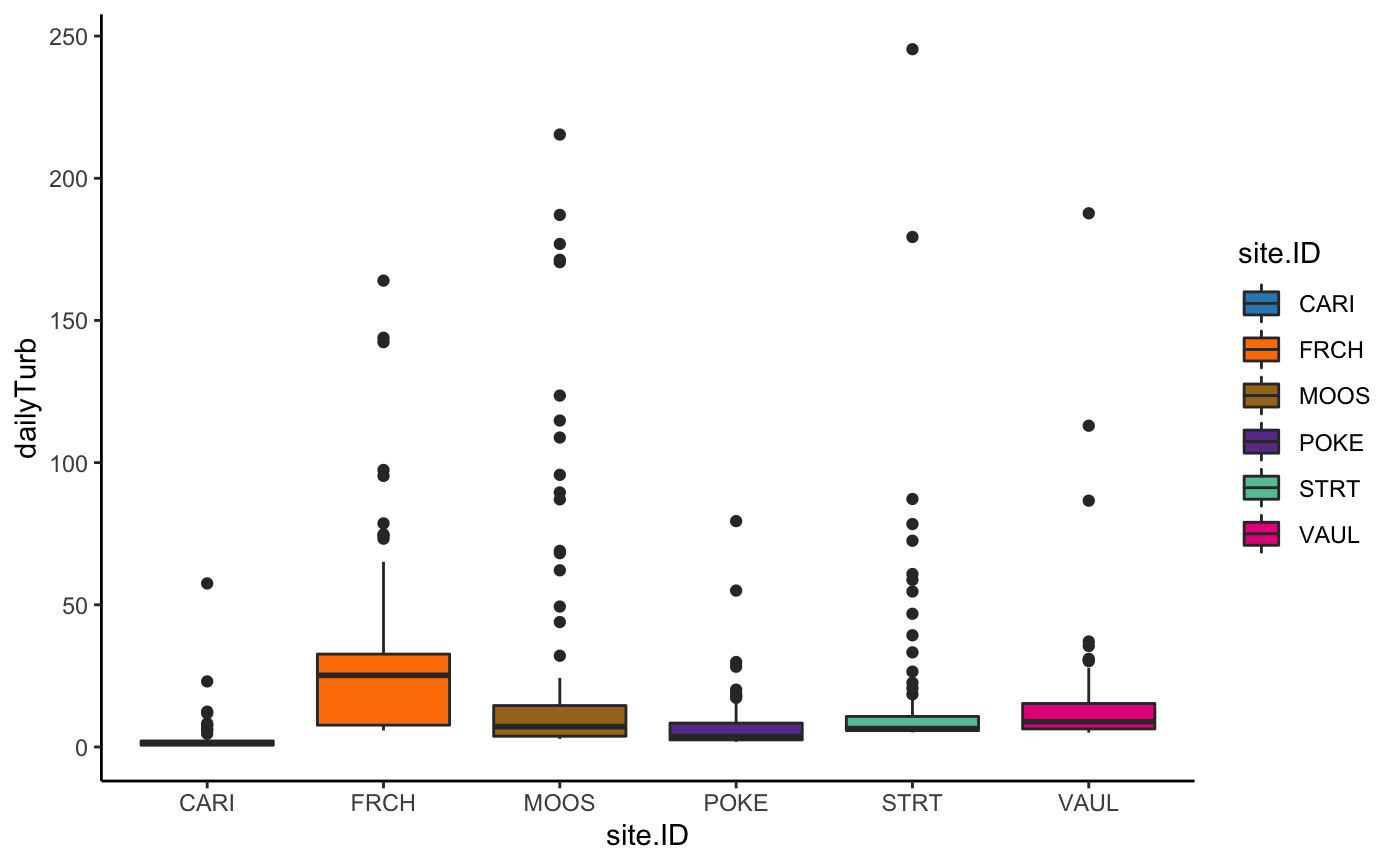 250
200
150
100
50
0
dailyTurb
CARI FRCH MOOS POKE STRT VAUL
site.ID
site.ID
CARI
FRCH
MOOS
POKE
STRT
VAUL